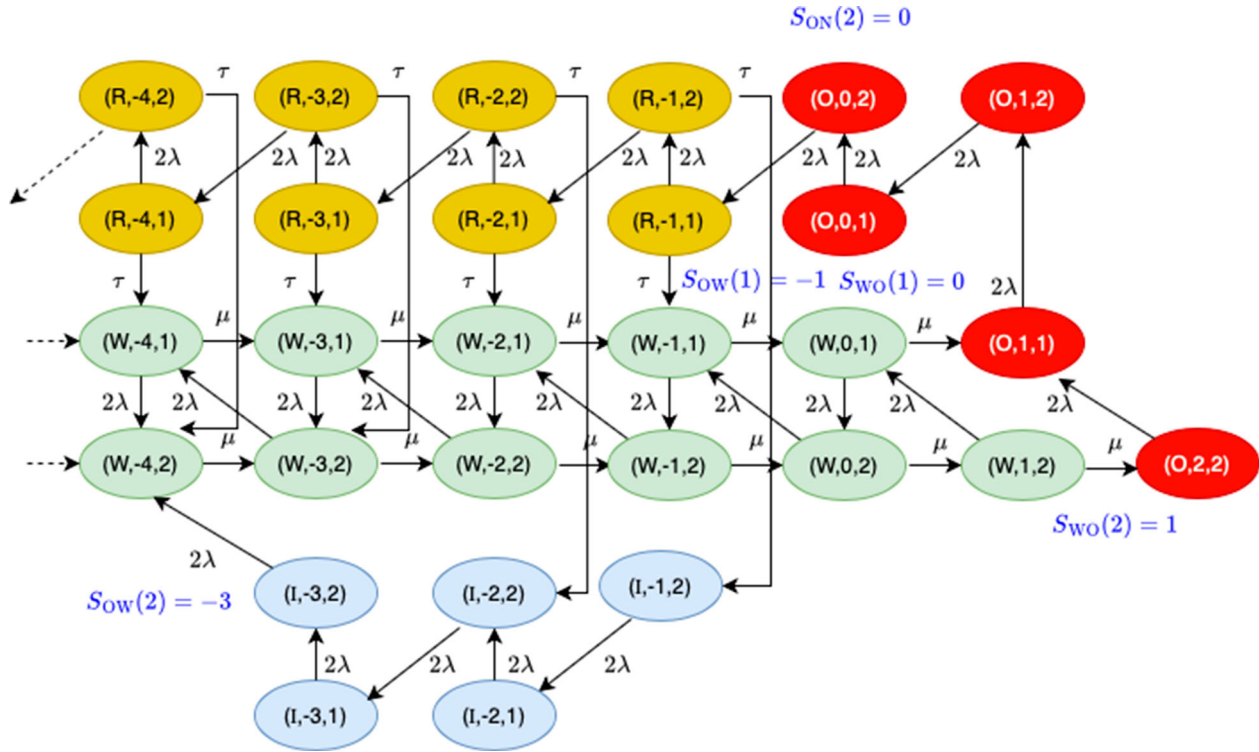 S_ON(2) = 0
τ τ τ τ
(R,-4,2) (R,-3,2) (R,-2,2) (R,-1,2) (O,0,2) (O,1,2)
2λ 2λ 2λ 2λ 2λ 2λ 2λ 2λ 2λ 2λ
(R,-4,1) (R,-3,1) (R,-2,1) (R,-1,1) (O,0,1)
τ τ τ τ S_OW(1) = −1 S_WO(1) = 0 2λ
μ μ μ μ μ
(W,-4,1) (W,-3,1) (W,-2,1) (W,-1,1) (W,0,1) (O,1,1)
2λ 2λ 2λ 2λ 2λ 2λ 2λ 2λ 2λ 2λ 2λ
μ μ μ μ μ μ
(W,-4,2) (W,-3,2) (W,-2,2) (W,-1,2) (W,0,2) (W,1,2) (O,2,2)
S_WO(2) = 1
2λ
(I,-3,2) (I,-2,2) (I,-1,2)
S_OW(2) = −3
2λ 2λ 2λ 2λ
(I,-3,1) (I,-2,1)